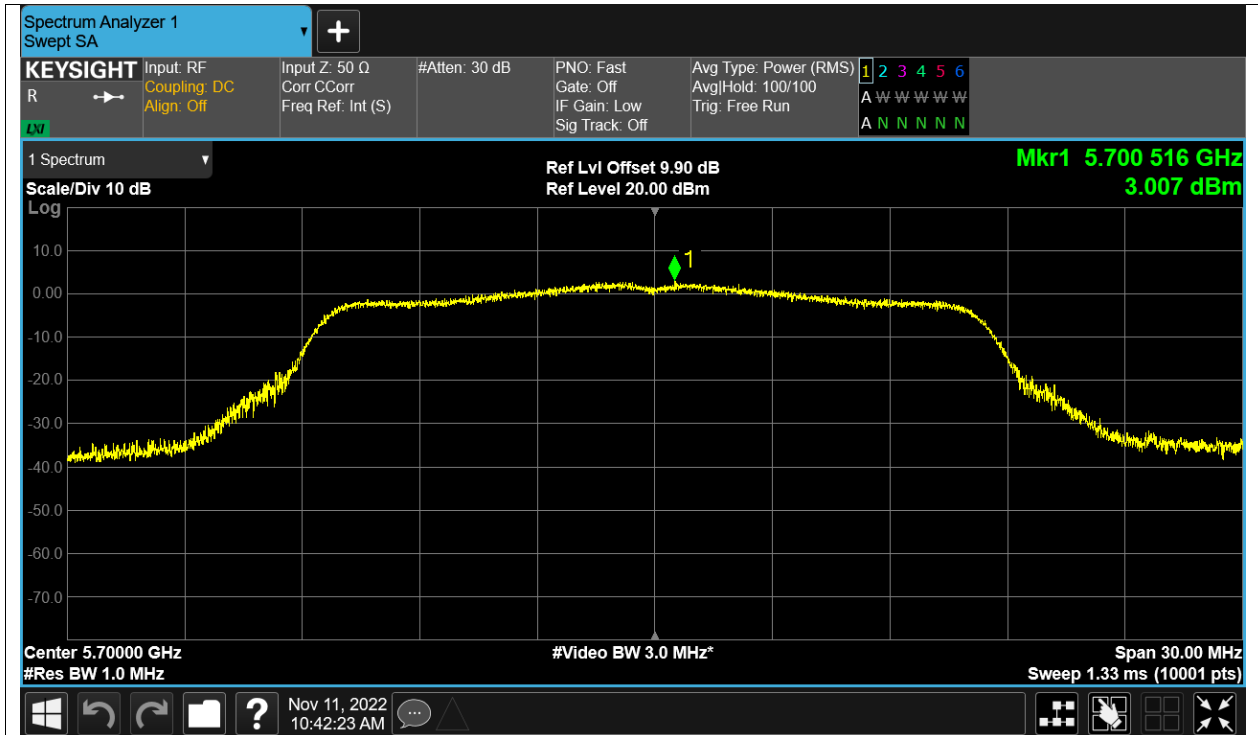 Spectrum Analyzer 1
Swept SA
+
KEYSIGHT
R
LXI
Input: RF
Coupling: DC
Align: Off
Input Z: 50 Ω
Corr CCorr
Freq Ref: Int (S)
#Atten: 30 dB
PNO: Fast
Gate: Off
IF Gain: Low
Sig Track: Off
Avg Type: Power (RMS)
Avg|Hold: 100/100
Trig: Free Run
1 2 3 4 5 6
A W W W W W
A N N N N N
1 Spectrum
Scale/Div 10 dB
Log
Ref Lvl Offset 9.90 dB
Ref Level 20.00 dBm
Mkr1 5.700 516 GHz
3.007 dBm
1
10.0
0.00
-10.0
-20.0
-30.0
-40.0
-50.0
-60.0
-70.0
Center 5.70000 GHz
#Res BW 1.0 MHz
#Video BW 3.0 MHz*
Span 30.00 MHz
Sweep 1.33 ms (10001 pts)
?
Nov 11, 2022
10:42:23 AM